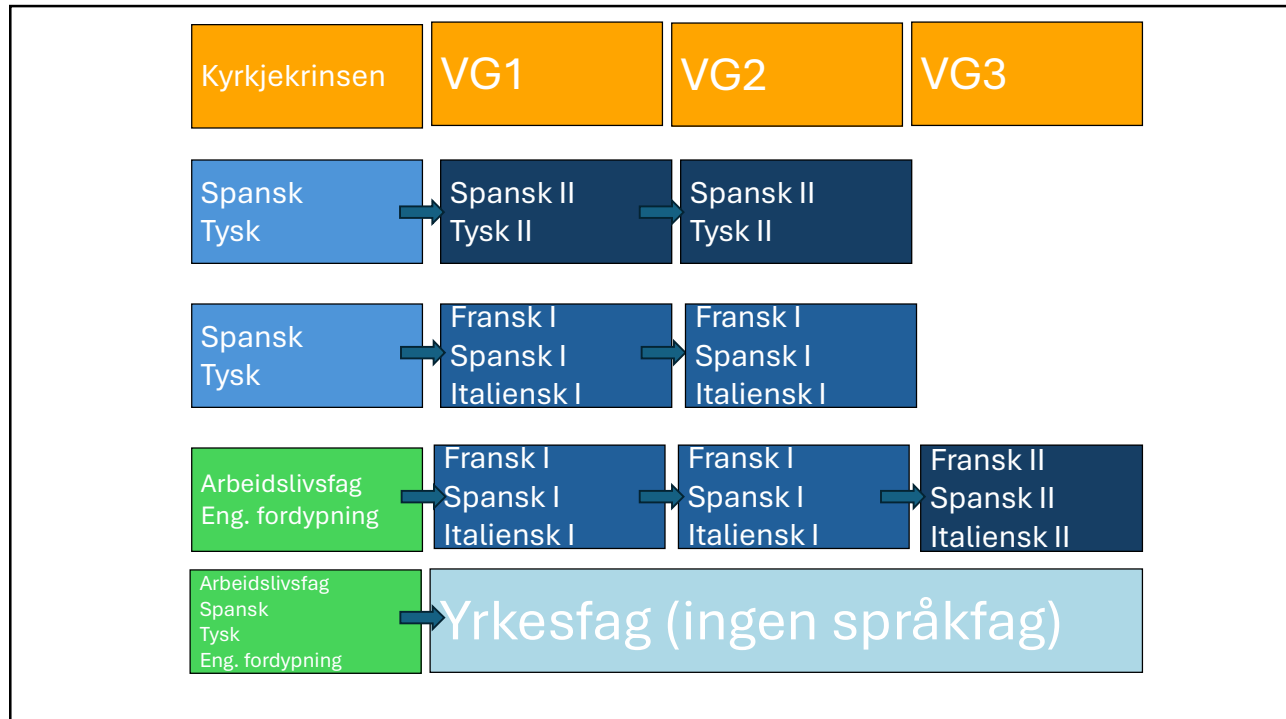 Kyrkjekrinsen
VG1
VG2
VG3
Spansk
Tysk
Spansk II
Tysk II
Spansk II
Tysk II
Spansk
Tysk
Fransk I
Spansk I
Italiensk I
Fransk I
Spansk I
Italiensk I
Arbeidslivsfag
Eng. fordypning
Fransk I
Spansk I
Italiensk I
Fransk I
Spansk I
Italiensk I
Fransk II
Spansk II
Italiensk II
Arbeidslivsfag
Spansk
Tysk
Eng. fordypning
Yrkesfag (ingen språkfag)